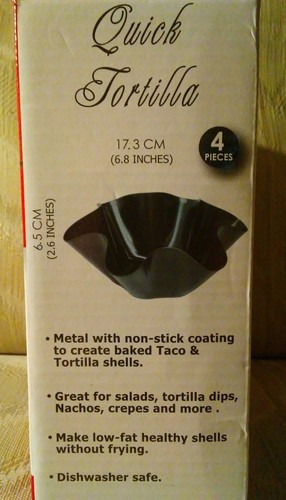 Quick
Tortilla
17.3 CM
(6.8 INCHES)
4
PIECES
6.5 CM
(2.6 INCHES)
• Metal with non-stick coating
to create baked Taco &
Tortilla shells.
• Great for salads, tortilla dips,
Nachos, crepes and more .
• Make low-fat healthy shells
without frying.
• Dishwasher safe.